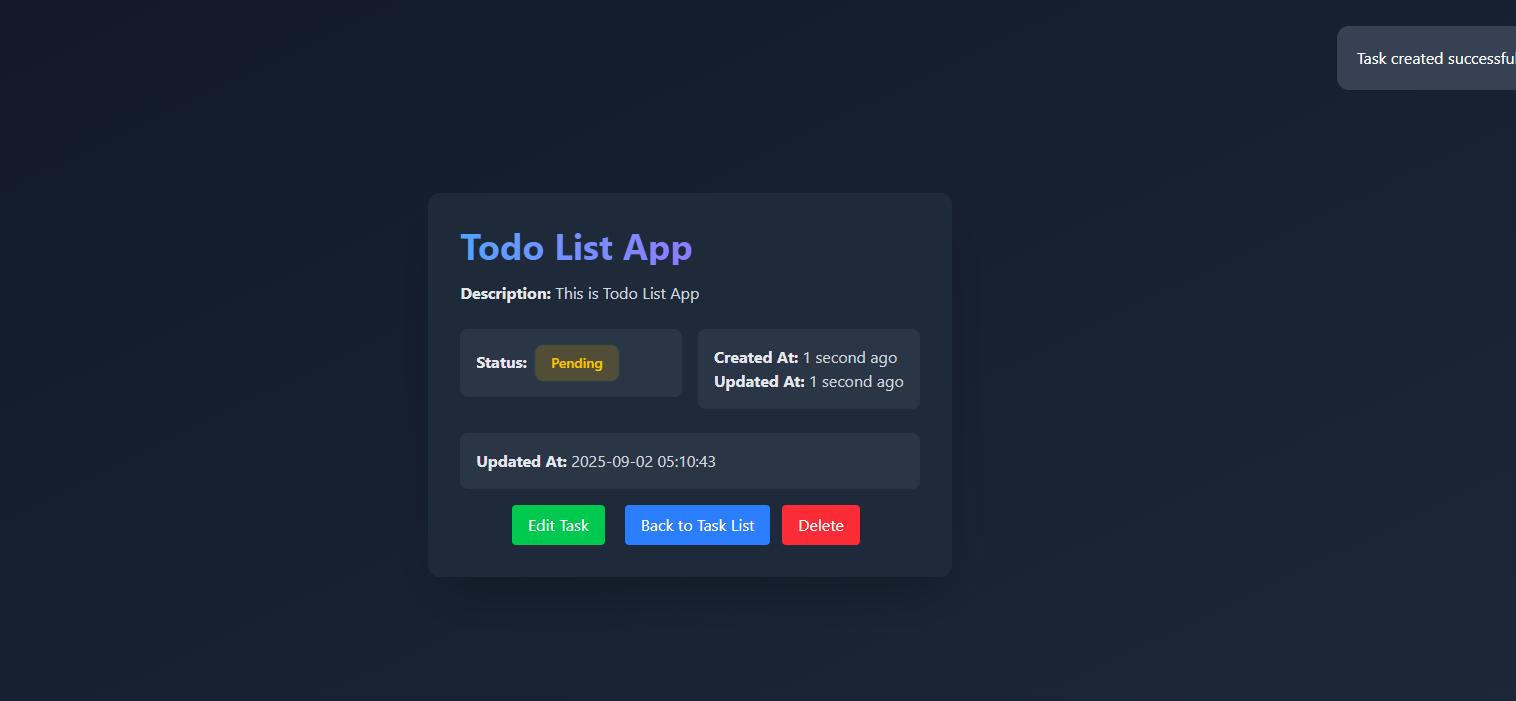 Task created successful
Todo List App
Description: This is Todo List App
Status: Pending
Created At: 1 second ago
Updated At: 1 second ago
Updated At: 2025-09-02 05:10:43
Edit Task
Back to Task List
Delete